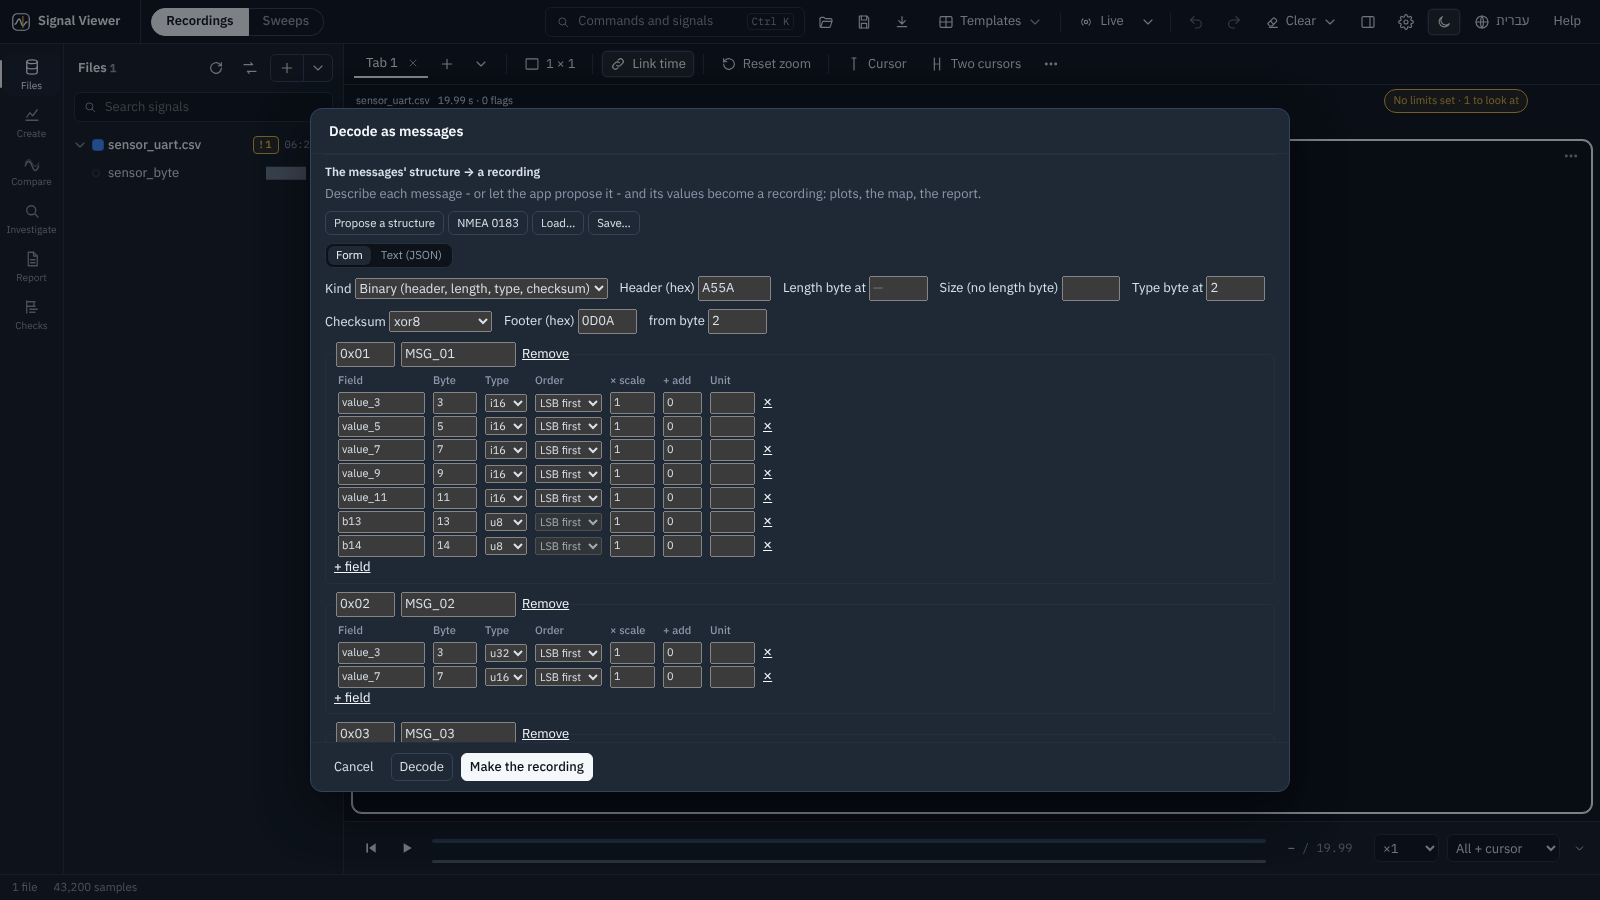 Signal Viewer Recordings Sweeps Commands and signals Ctrl K Templates Live Clear עברית Help
Files 1 Tab 1 × + 1 × 1 Link time Reset zoom Cursor Two cursors
Files
Search signals
sensor_uart.csv 19.99 s · 0 flags No limits set · 1 to look at
Create
sensor_uart.csv !1 06:2
sensor_byte
Compare
Investigate
Report
Checks
Decode as messages
The messages' structure → a recording
Describe each message - or let the app propose it - and its values become a recording: plots, the map, the report.
Propose a structure NMEA 0183 Load... Save...
Form Text (JSON)
Kind Binary (header, length, type, checksum) Header (hex) A55A Length byte at — Size (no length byte) Type byte at 2
Checksum xor8 Footer (hex) 0D0A from byte 2
0x01 MSG_01 Remove
Field Byte Type Order × scale + add Unit
value_3 3 i16 LSB first 1 0 ×
value_5 5 i16 LSB first 1 0 ×
value_7 7 i16 LSB first 1 0 ×
value_9 9 i16 LSB first 1 0 ×
value_11 11 i16 LSB first 1 0 ×
b13 13 u8 LSB first 1 0 ×
b14 14 u8 LSB first 1 0 ×
+ field
0x02 MSG_02 Remove
Field Byte Type Order × scale + add Unit
value_3 3 u32 LSB first 1 0 ×
value_7 7 u16 LSB first 1 0 ×
+ field
0x03 MSG_03 Remove
Cancel Decode Make the recording
– / 19.99 ×1 All + cursor
1 file 43,200 samples